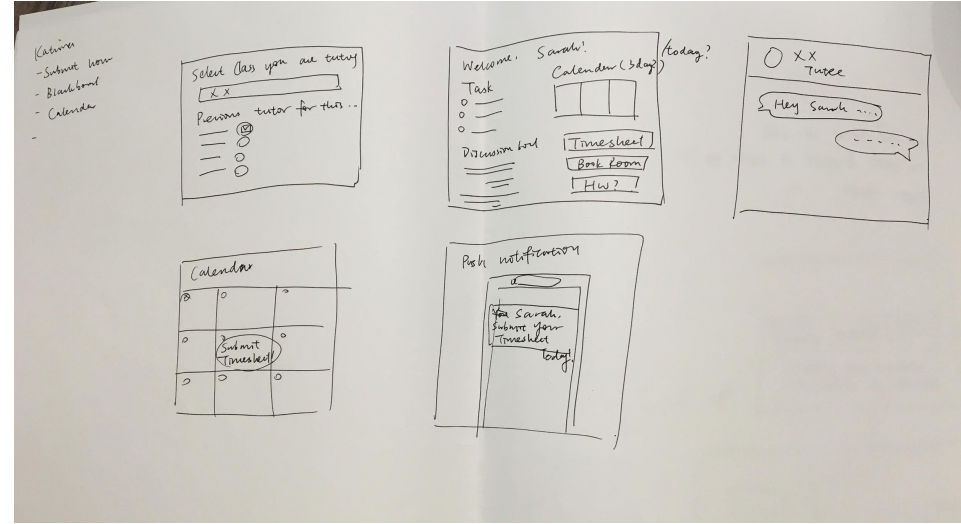 - Submit hour
- Blackboard
- Calendar
-
Select Class you are tutoring
X X
Previous tutor for this...
Welcome, Sarah!
Task
Discussion board
Calendar (3day?)
/today?
Timesheet
Book Room
HW?
XX
Tutee
Hey Sarah ....
- - - - -
Calendar
Submit
Timesheet!
Push notification
Sarah,
Submit your
Timesheet
today!